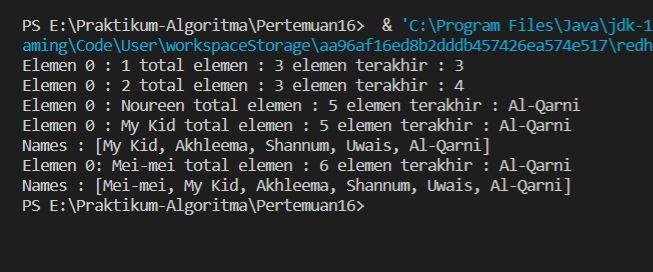 PS E:\Praktikum-Algoritma\Pertemuan16>  & 'C:\Program Files\Java\jdk-1
aming\Code\User\workspaceStorage\aa96af16ed8b2dddb457426ea574e517\redh
Elemen 0 : 1 total elemen : 3 elemen terakhir : 3
Elemen 0 : 2 total elemen : 3 elemen terakhir : 4
Elemen 0 : Noureen total elemen : 5 elemen terakhir : Al-Qarni
Elemen 0 : My Kid total elemen : 5 elemen terakhir : Al-Qarni
Names : [My Kid, Akhleema, Shannum, Uwais, Al-Qarni]
Elemen 0: Mei-mei total elemen : 6 elemen terakhir : Al-Qarni
Names : [Mei-mei, My Kid, Akhleema, Shannum, Uwais, Al-Qarni]
PS E:\Praktikum-Algoritma\Pertemuan16>